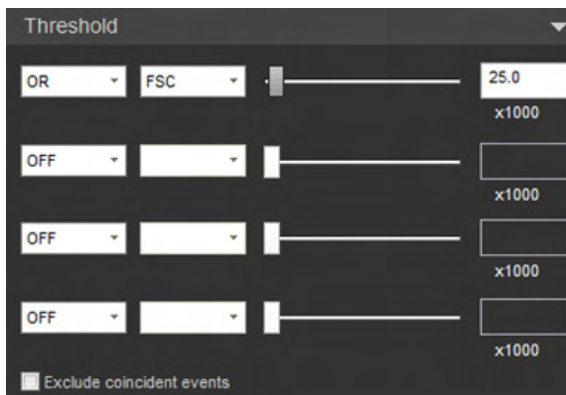 Threshold
OR FSC 25.0
x1000
OFF
x1000
OFF
x1000
OFF
x1000
Exclude coincident events